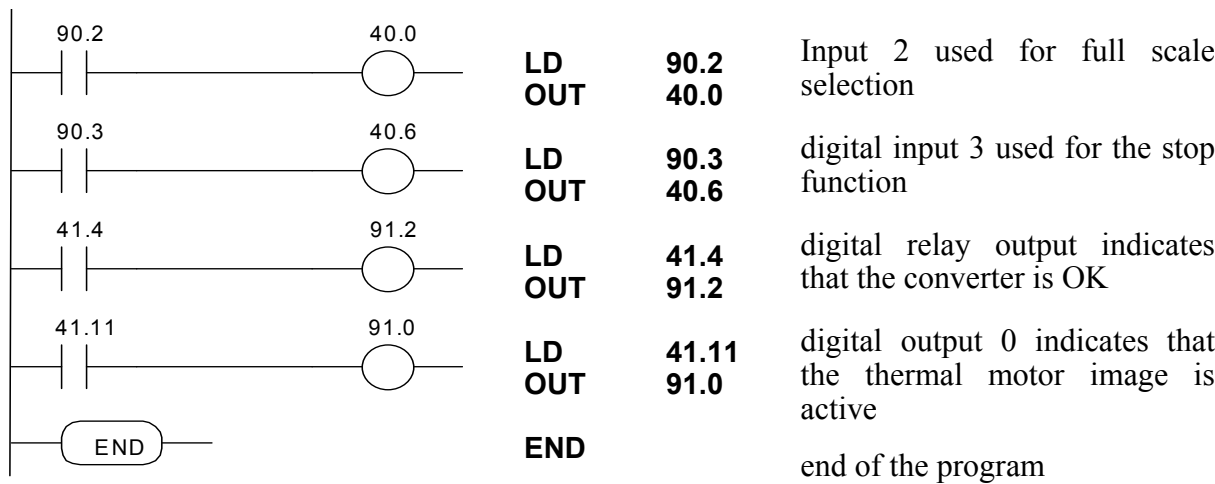 90.2 40.0
LD 90.2 Input 2 used for full scale
OUT 40.0 selection
90.3 40.6
LD 90.3 digital input 3 used for the stop
OUT 40.6 function
41.4 91.2
LD 41.4 digital relay output indicates
OUT 91.2 that the converter is OK
41.11 91.0
LD 41.11 digital output 0 indicates that
OUT 91.0 the thermal motor image is
active
END END
end of the program